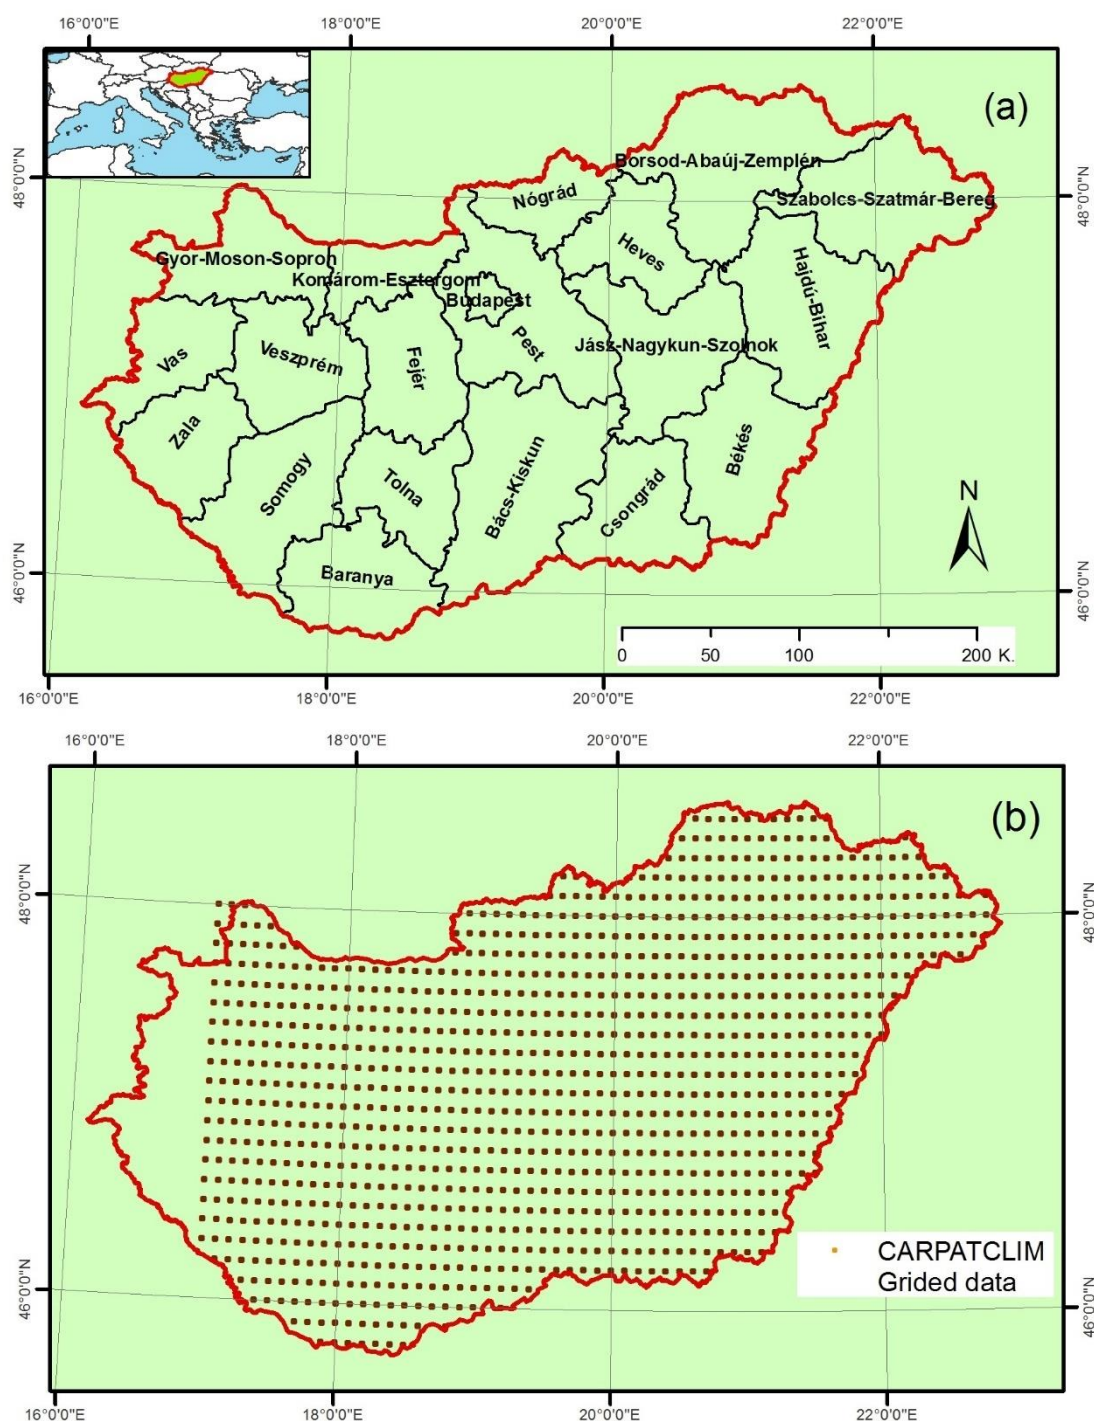 16°0'0"E 18°0'0"E 20°0'0"E 22°0'0"E
(a)
48°0'0"N
48°0'0"N
Borsod-Abaúj-Zemplén
Nógrád
Szabolcs-Szatmár-Bereg
Heves
Gyor-Moson-Sopron
Hajdú-Bihar
Komárom-Esztergom
Budapest
Pest
Jász-Nagykun-Szolnok
Vas
Veszprém
Fejér
Zala
Békés
Somogy
Tolna
Bács-Kiskun
Csongrád
N
Baranya
46°0'0"N
46°0'0"N
0 50 100 200 K.
16°0'0"E 18°0'0"E 20°0'0"E 22°0'0"E
16°0'0"E 18°0'0"E 20°0'0"E 22°0'0"E
(b)
48°0'0"N
48°0'0"N
CARPATCLIM
Grided data
46°0'0"N
46°0'0"N
16°0'0"E 18°0'0"E 20°0'0"E 22°0'0"E